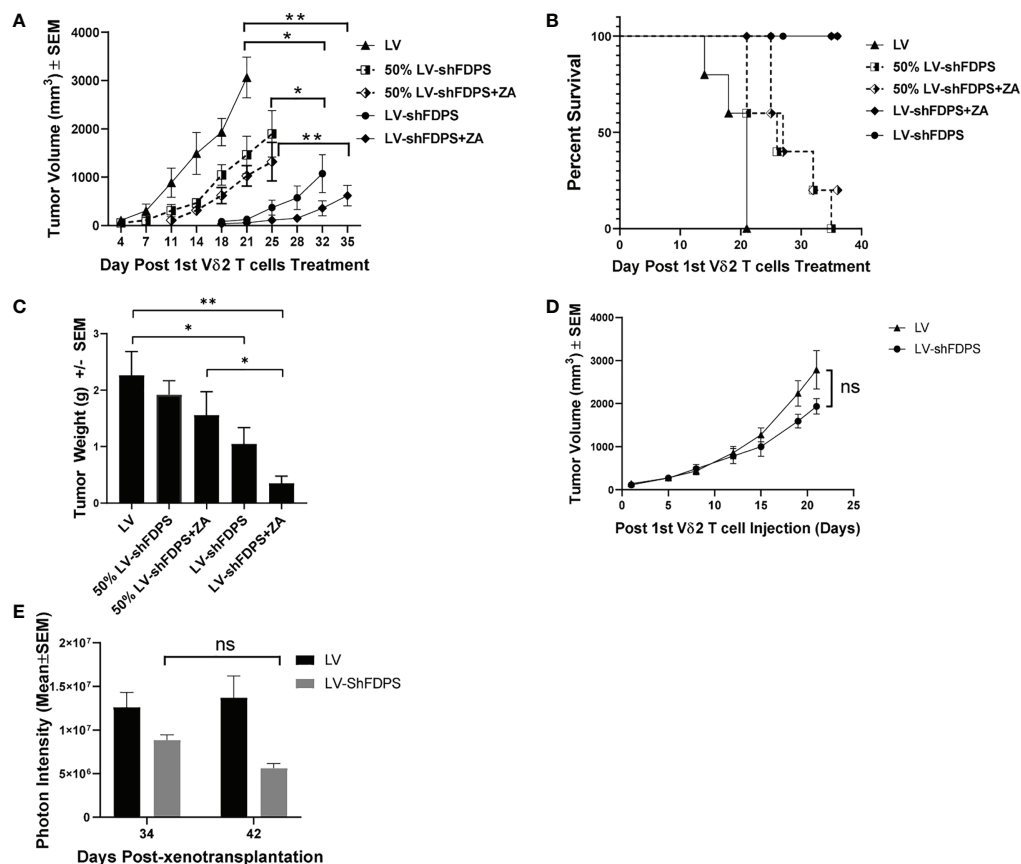 A
Tumor Volume (mm³) ± SEM
4000
3000
2000
1000
0
4 7 11 14 18 21 25 28 32 35
Day Post 1st Vδ2 T cells Treatment
**
*
*
**
LV
50% LV-shFDPS
50% LV-shFDPS+ZA
LV-shFDPS
LV-shFDPS+ZA
B
Percent Survival
100
50
0
0 10 20 30 40
Day Post 1st Vδ2 T cells Treatment
LV
50% LV-shFDPS
50% LV-shFDPS+ZA
LV-shFDPS+ZA
LV-shFDPS
C
Tumor Weight (g) +/- SEM
3
2
1
0
**
*
*
LV
50% LV-shFDPS
50% LV-shFDPS+ZA
LV-shFDPS
LV-shFDPS+ZA
D
Tumor Volume (mm³) ± SEM
4000
3000
2000
1000
0
0 5 10 15 20 25
Post 1st Vδ2 T cell Injection (Days)
ns
LV
LV-shFDPS
E
Photon Intensity (Mean±SEM)
2×10⁷
1.5×10⁷
1×10⁷
5×10⁶
0
34 42
Days Post-xenotransplantation
ns
LV
LV-ShFDPS